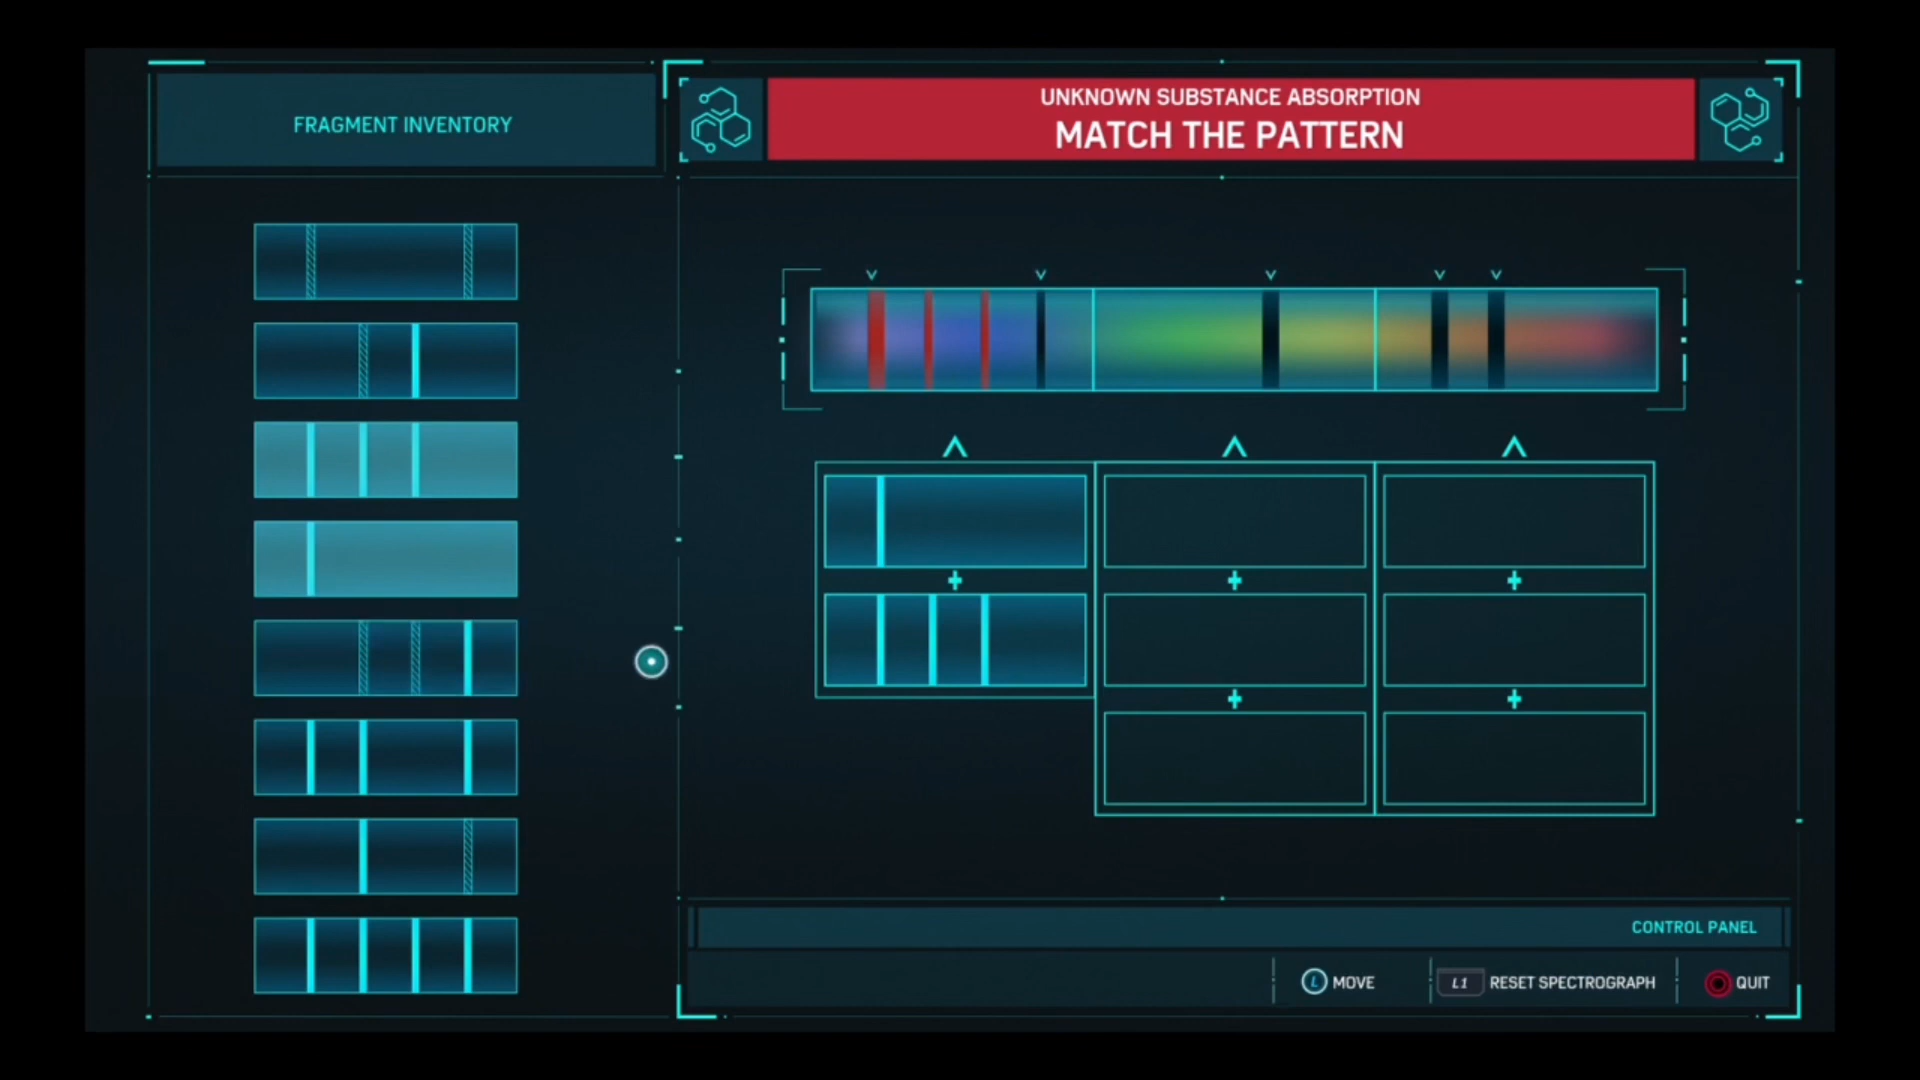 FRAGMENT INVENTORY
UNKNOWN SUBSTANCE ABSORPTION
MATCH THE PATTERN
CONTROL PANEL
L MOVE
L1 RESET SPECTROGRAPH
QUIT